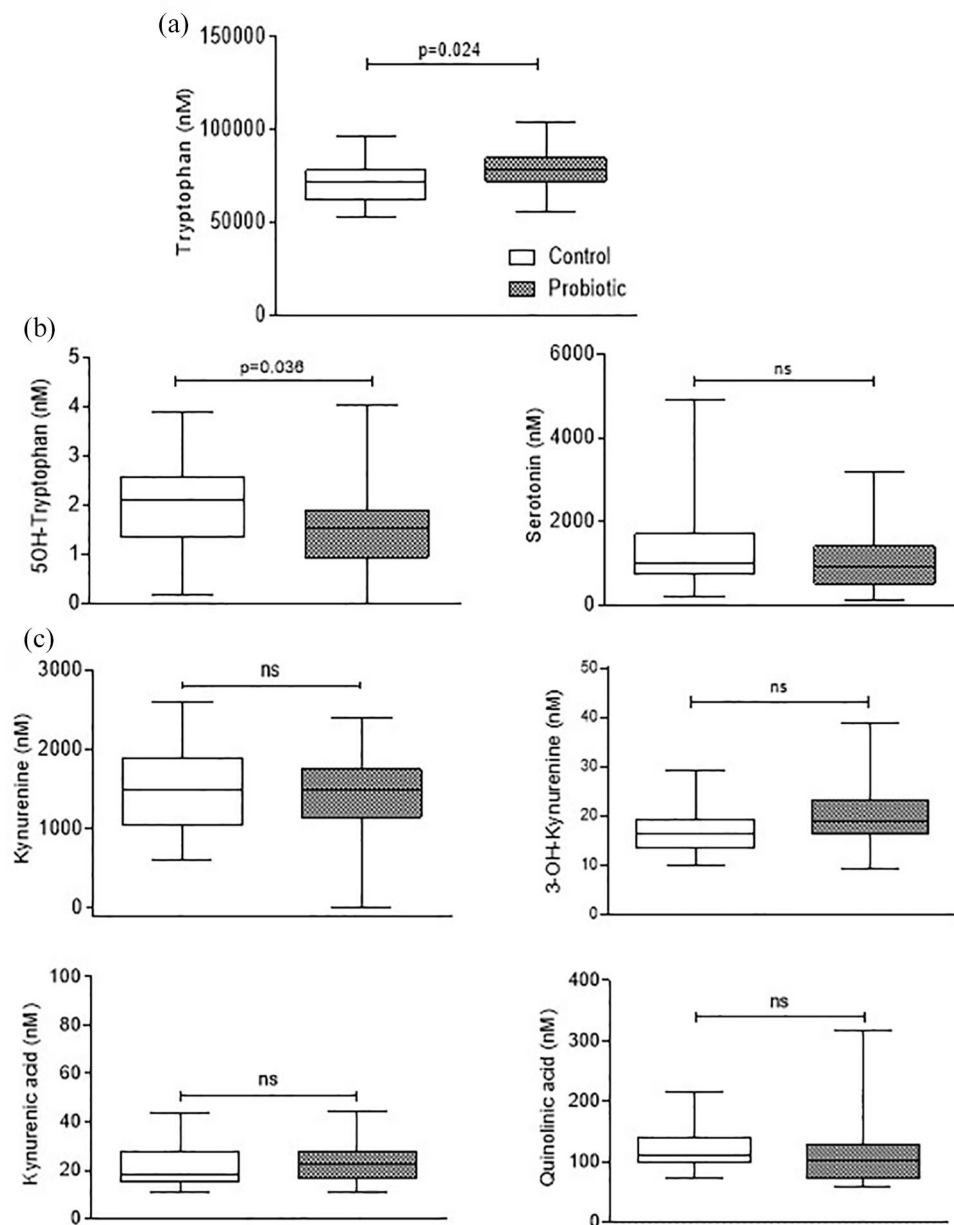 (a)
Tryptophan (nM)
150000
100000
50000
0
p=0.024
Control
Probiotic
(b)
5OH-Tryptophan (nM)
5
4
3
2
1
0
p=0.036
Serotonin (nM)
6000
4000
2000
0
ns
(c)
Kynurenine (nM)
3000
2000
1000
0
ns
3-OH-Kynurenine (nM)
50
40
30
20
10
0
ns
Kynurenic acid (nM)
100
80
60
40
20
0
ns
Quinolinic acid (nM)
400
300
200
100
0
ns